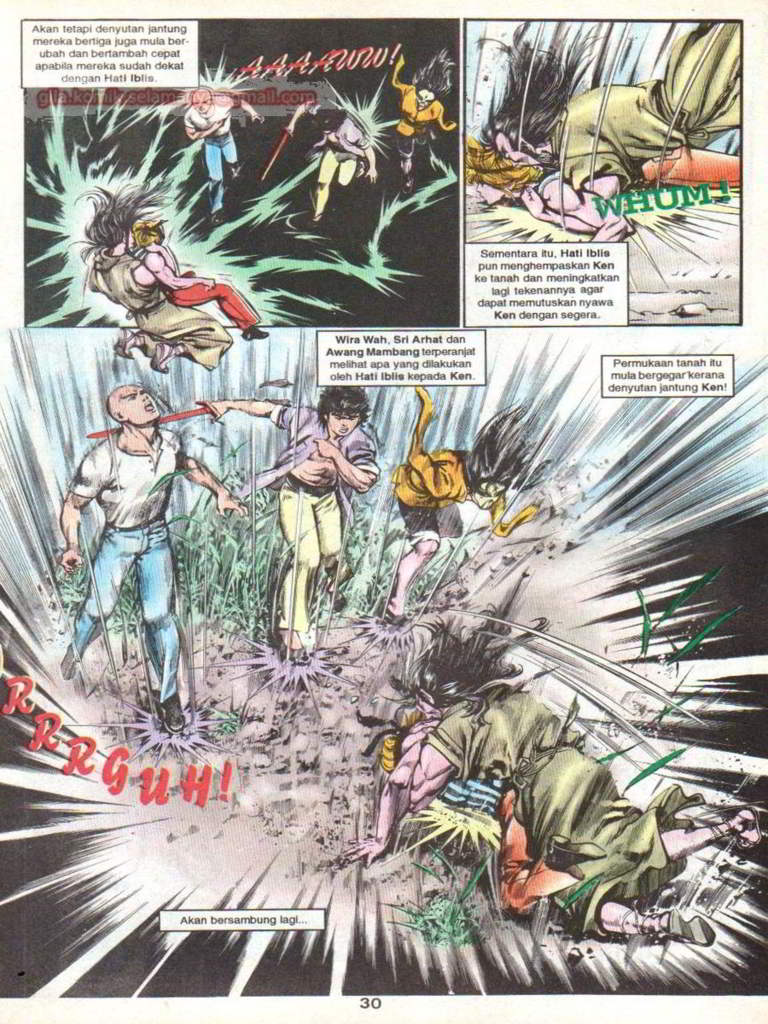 Akan tetapi denyutan jantung
mereka bertiga juga mula ber-
ubah dan bertambah cepat
apabila mereka sudah dekat
dengan Hati Iblis.
AAAAEWW!
WHUM!
Sementara itu, Hati Iblis
pun menghempaskan Ken
ke tanah dan meningkatkan
lagi tekenannya agar
dapat memutuskan nyawa
Ken dengan segera.
Wira Wah, Sri Arhat dan
Awang Mambang terperanjat
melihat apa yang dilakukan
oleh Hati Iblis kepada Ken.
Permukaan tanah itu
mula bergegar kerana
denyutan jantung Ken!
RRRGUH!
Akan bersambung lagi...
30